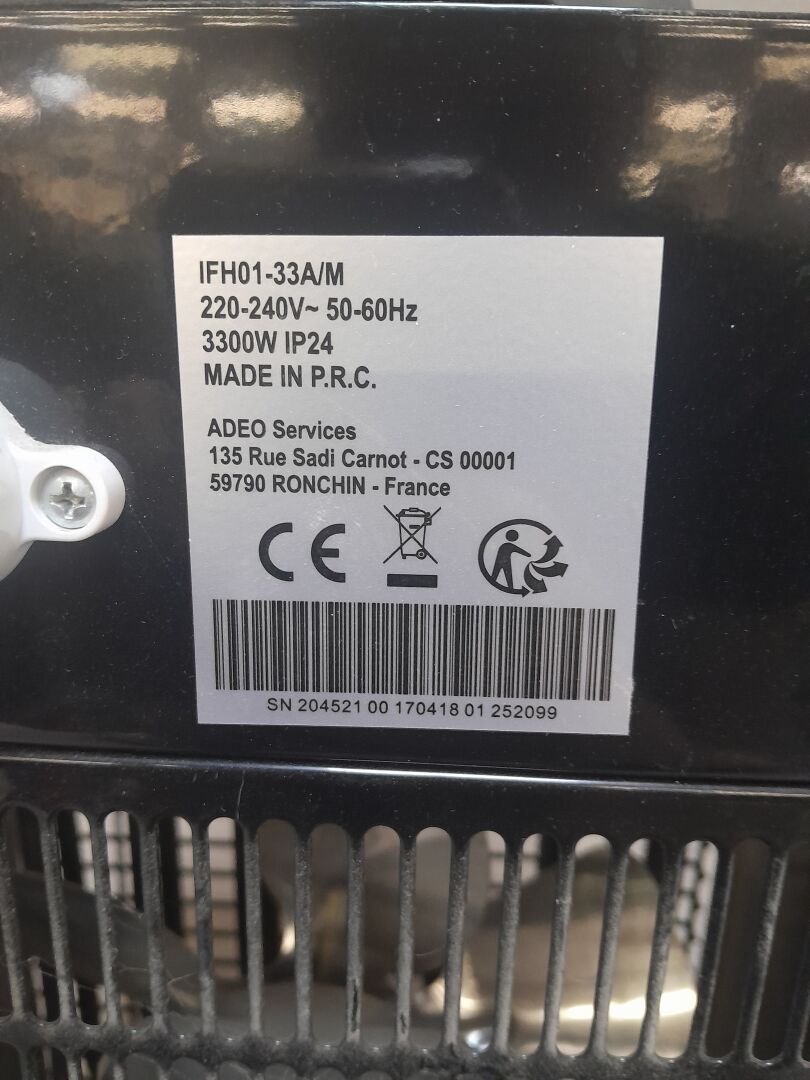 IFH01-33A/M
220-240V~ 50-60Hz
3300W IP24
MADE IN P.R.C.
ADEO Services
135 Rue Sadi Carnot - CS 00001
59790 RONCHIN - France
CE
SN 204521 00 170418 01 252099